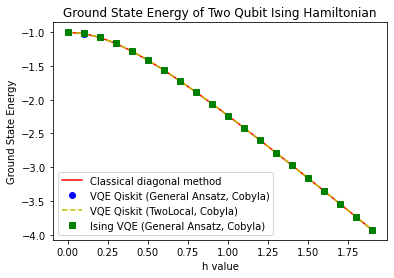 Ground State Energy of Two Qubit Ising Hamiltonian
−1.0
−1.5
−2.0
−2.5
−3.0
−3.5
−4.0
Ground State Energy
Classical diagonal method
VQE Qiskit (General Ansatz, Cobyla)
VQE Qiskit (TwoLocal, Cobyla)
Ising VQE (General Ansatz, Cobyla)
0.00 0.25 0.50 0.75 1.00 1.25 1.50 1.75
h value